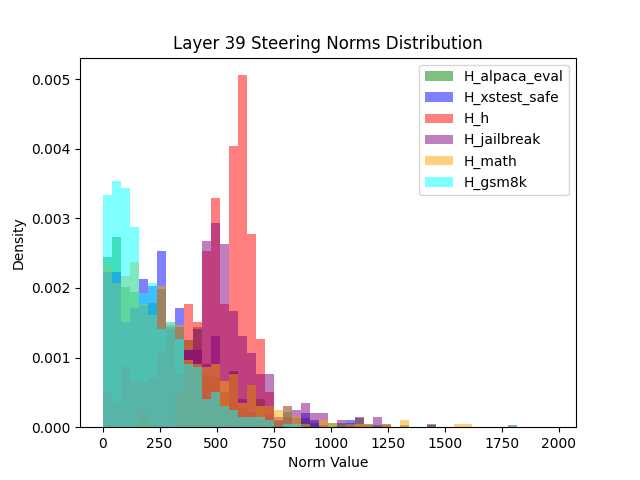 Layer 39 Steering Norms Distribution
0.005
0.004
0.003
0.002
0.001
0.000
Density
H_alpaca_eval
H_xstest_safe
H_h
H_jailbreak
H_math
H_gsm8k
0 250 500 750 1000 1250 1500 1750 2000
Norm Value